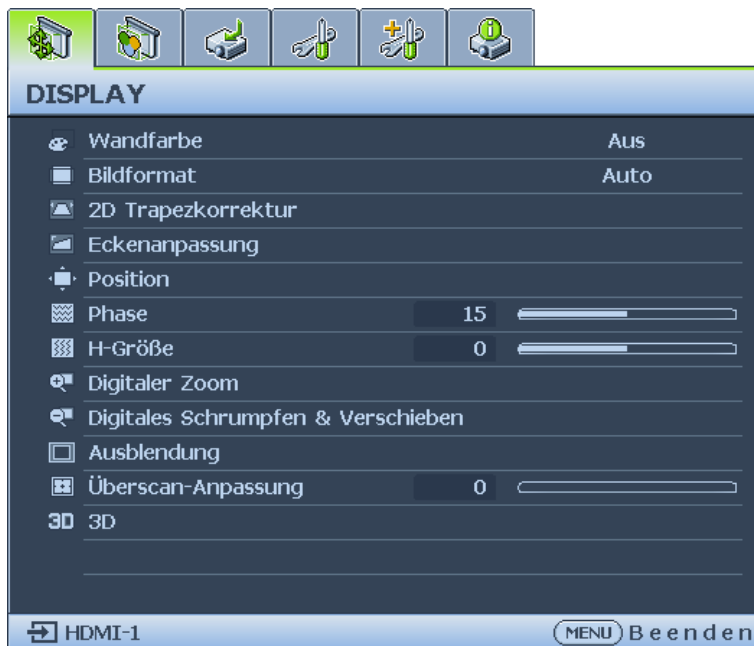 DISPLAY
Wandfarbe Aus
Bildformat Auto
2D Trapezkorrektur
Eckenanpassung
Position
Phase 15
H-Größe 0
Digitaler Zoom
Digitales Schrumpfen & Verschieben
Ausblendung
Überscan-Anpassung 0
3D 3D
HDMI-1 MENU Beenden